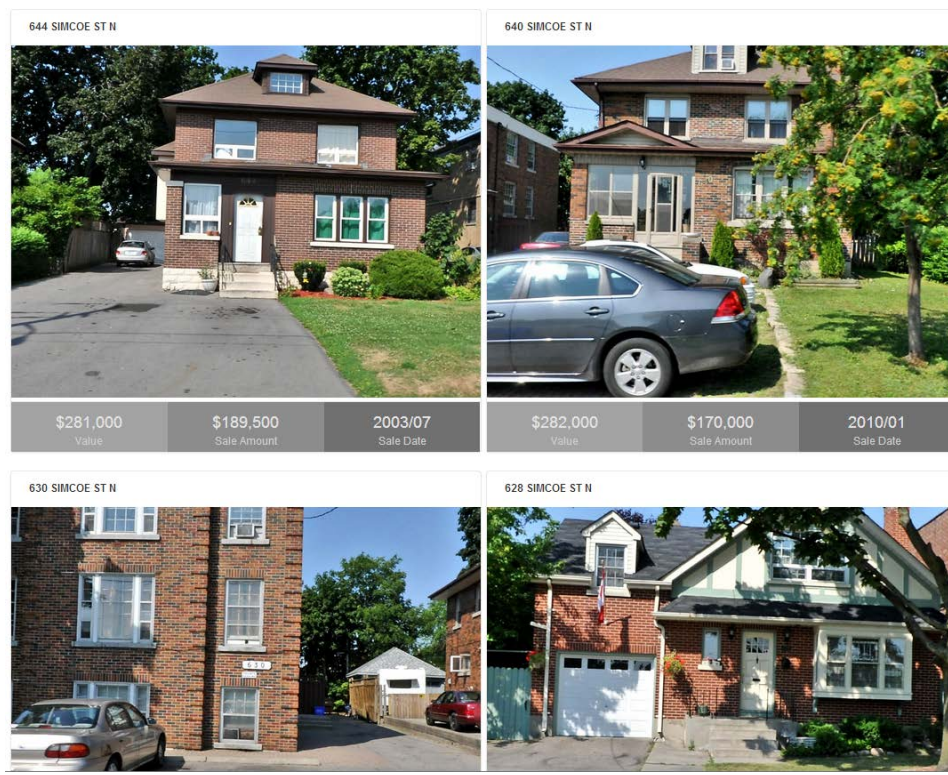 644 SIMCOE ST N
640 SIMCOE ST N
$281,000
Value
$189,500
Sale Amount
2003/07
Sale Date
$282,000
Value
$170,000
Sale Amount
2010/01
Sale Date
630 SIMCOE ST N
628 SIMCOE ST N
630